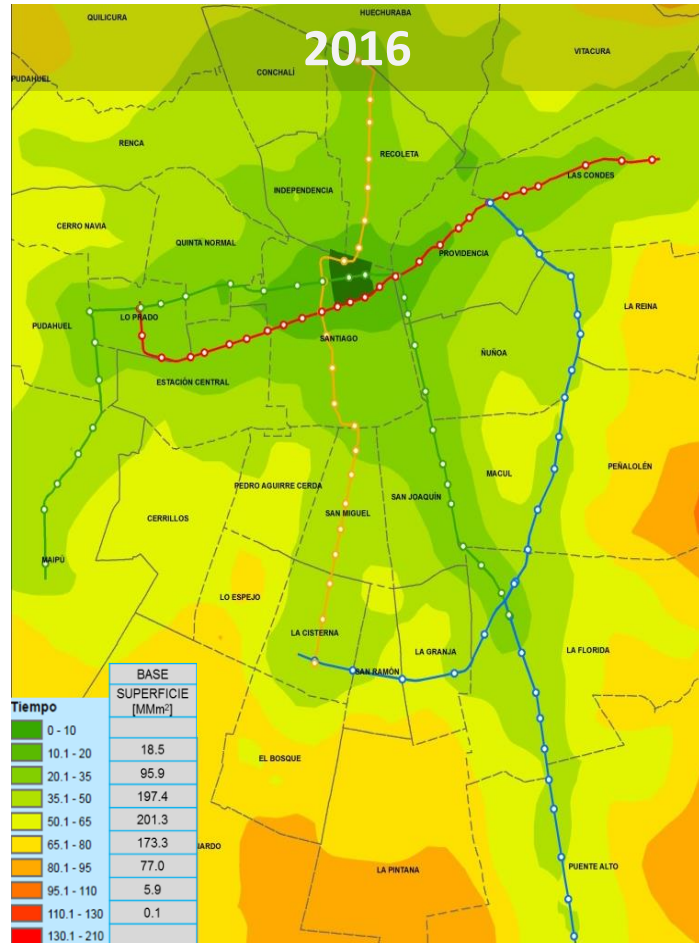 2016
QUILICURA
HUECHURABA
VITACURA
CONCHALÍ
PUDAHUEL
RENCA
RECOLETA
LAS CONDES
INDEPENDENCIA
CERRO NAVIA
QUINTA NORMAL
PROVIDENCIA
LA REINA
LO PRADO
PUDAHUEL
SANTIAGO
ÑUÑOA
ESTACIÓN CENTRAL
PEÑALOLÉN
MACUL
PEDRO AGUIRRE CERDA
SAN JOAQUÍN
SAN MIGUEL
CERRILLOS
MAIPÚ
LO ESPEJO
LA CISTERNA
LA GRANJA
LA FLORIDA
SAN RAMÓN
EL BOSQUE
NARDO
LA PINTANA
PUENTE ALTO
BASE
SUPERFICIE
[MMm²]
Tiempo
0 - 10
10.1 - 20 18.5
20.1 - 35 95.9
35.1 - 50 197.4
50.1 - 65 201.3
65.1 - 80 173.3
80.1 - 95 77.0
95.1 - 110 5.9
110.1 - 130 0.1
130.1 - 210